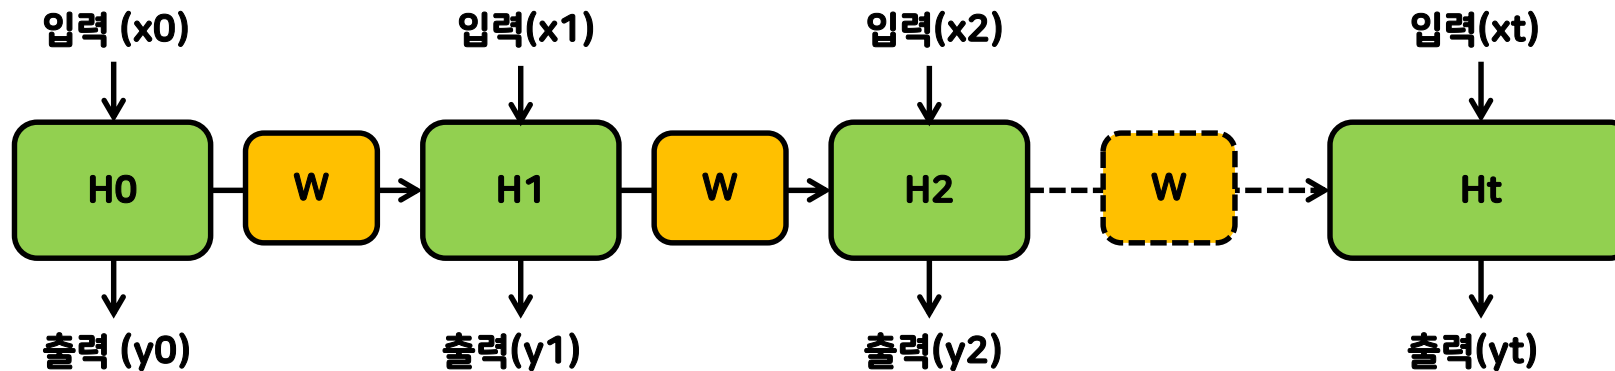 입력 (x0) 입력(x1) 입력(x2) 입력(xt)
H0 W H1 W H2 W Ht
출력 (y0) 출력(y1) 출력(y2) 출력(yt)